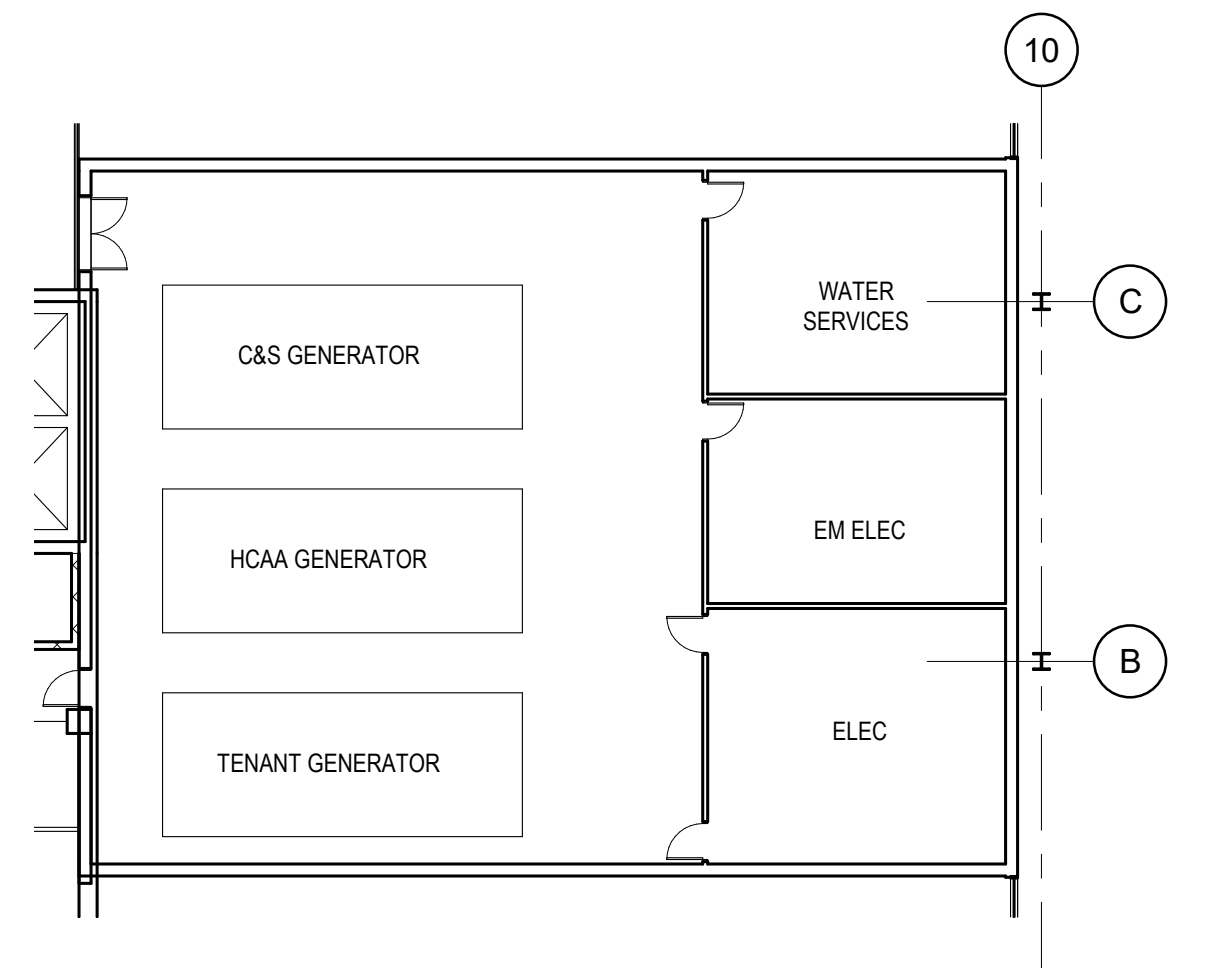 10
WATER
SERVICES
C
C&S GENERATOR
EM ELEC
HCAA GENERATOR
B
ELEC
TENANT GENERATOR